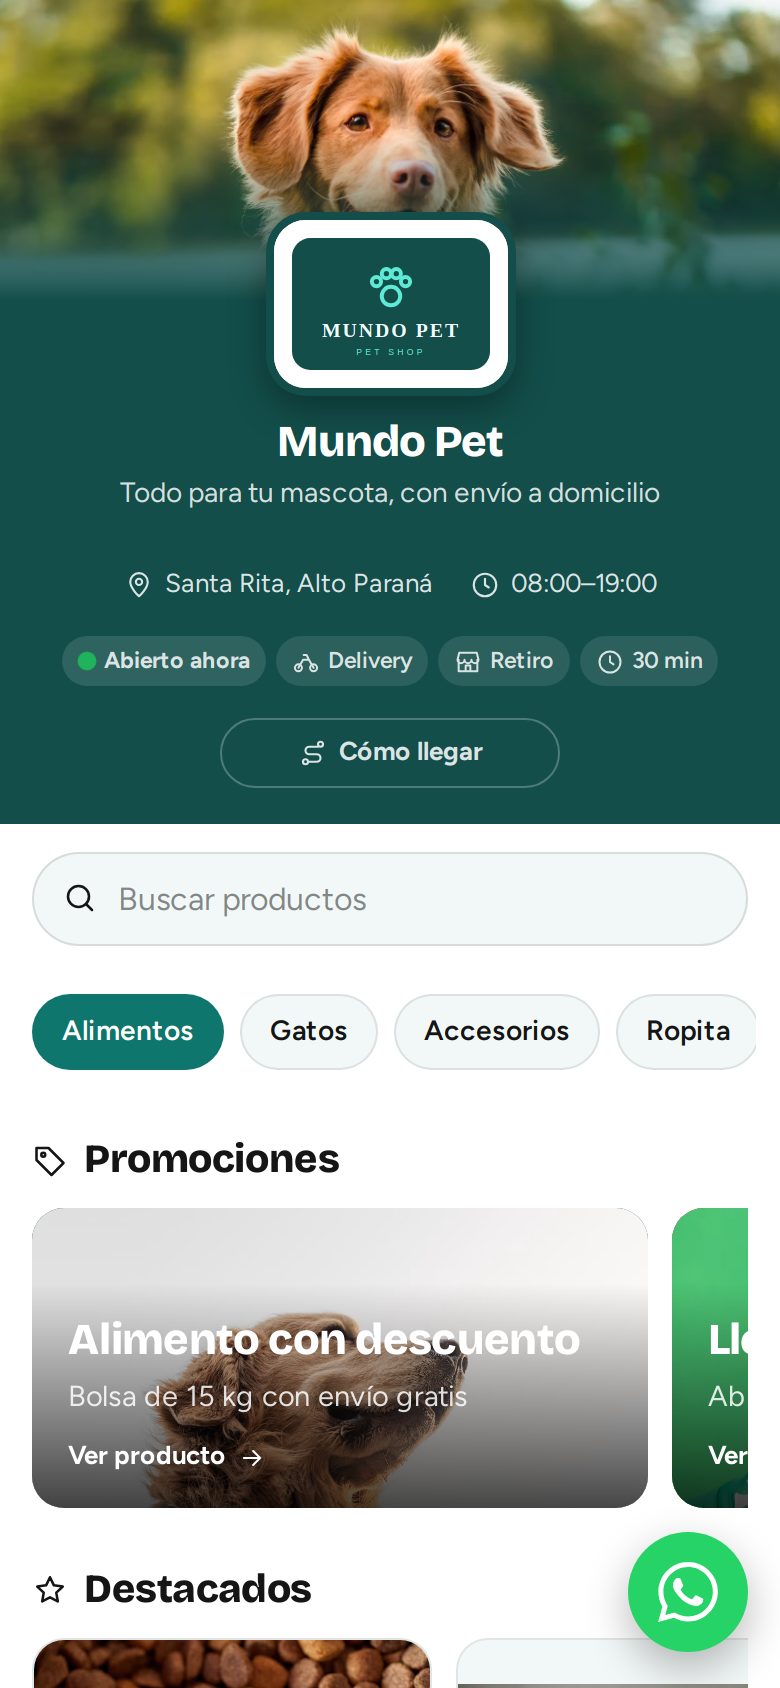 MUNDO PET
PET SHOP
Mundo Pet
Todo para tu mascota, con envío a domicilio
Santa Rita, Alto Paraná 08:00–19:00
Abierto ahora Delivery Retiro 30 min
Cómo llegar
Buscar productos
Alimentos Gatos Accesorios Ropita
Promociones
Alimento con descuento
Bolsa de 15 kg con envío gratis
Ver producto →
Ab
Ver
Destacados